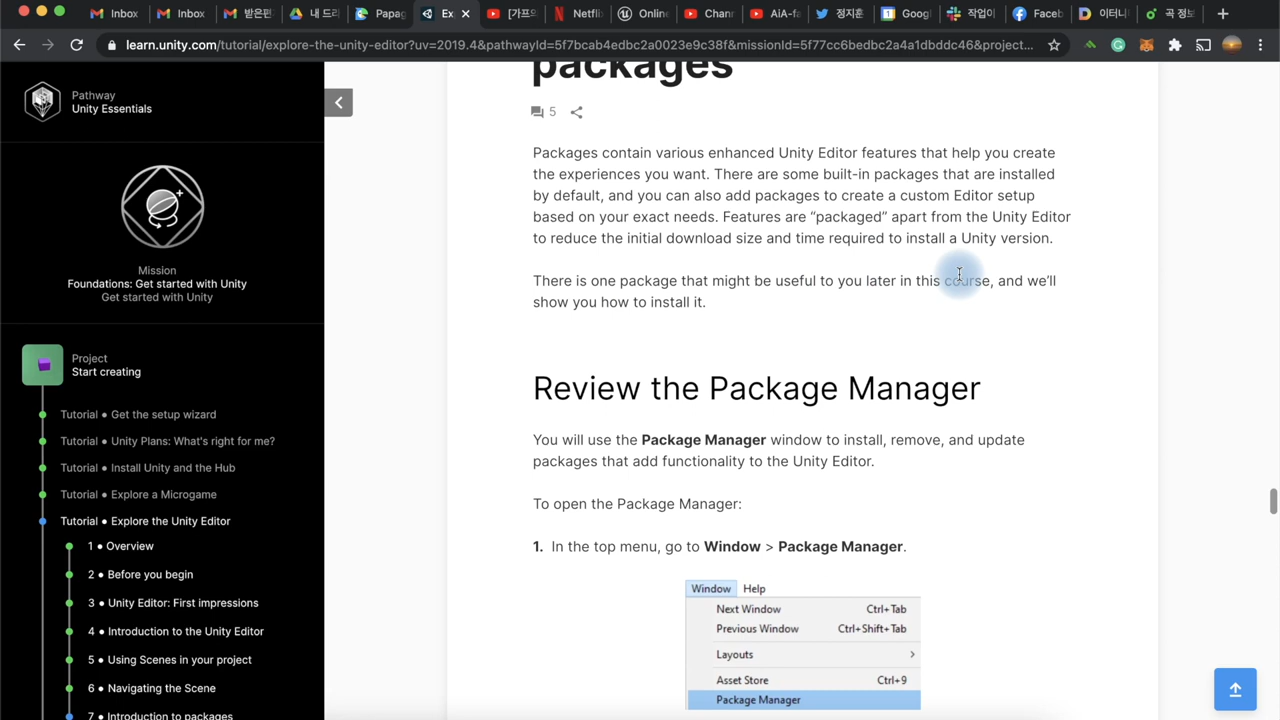 Inbox
Inbox
받은편
내 드라
Papag
Ex
[가프오
Netfli
Onlin
Chan
AiA-fa
정지훈
Googl
작업이
Faceb
이터니
곡 정보
learn.unity.com/tutorial/explore-the-unity-editor?uv=2019.4&pathwayId=5f7bcab4edbc2a0023e9c38f&missionId=5f77cc6bedbc2a4a1dbddc46&project...
Pathway
Unity Essentials
Mission
Foundations: Get started with Unity
Get started with Unity
Project
Start creating
Tutorial • Get the setup wizard
Tutorial • Unity Plans: What's right for me?
Tutorial • Install Unity and the Hub
Tutorial • Explore a Microgame
Tutorial • Explore the Unity Editor
1 • Overview
2 • Before you begin
3 • Unity Editor: First impressions
4 • Introduction to the Unity Editor
5 • Using Scenes in your project
6 • Navigating the Scene
7 • Introduction to packages
packages
5
Packages contain various enhanced Unity Editor features that help you create
the experiences you want. There are some built-in packages that are installed
by default, and you can also add packages to create a custom Editor setup
based on your exact needs. Features are “packaged” apart from the Unity Editor
to reduce the initial download size and time required to install a Unity version.
There is one package that might be useful to you later in this course, and we’ll
show you how to install it.
Review the Package Manager
You will use the Package Manager window to install, remove, and update
packages that add functionality to the Unity Editor.
To open the Package Manager:
1. In the top menu, go to Window > Package Manager.
Window Help
Next Window Ctrl+Tab
Previous Window Ctrl+Shift+Tab
Layouts >
Asset Store Ctrl+9
Package Manager